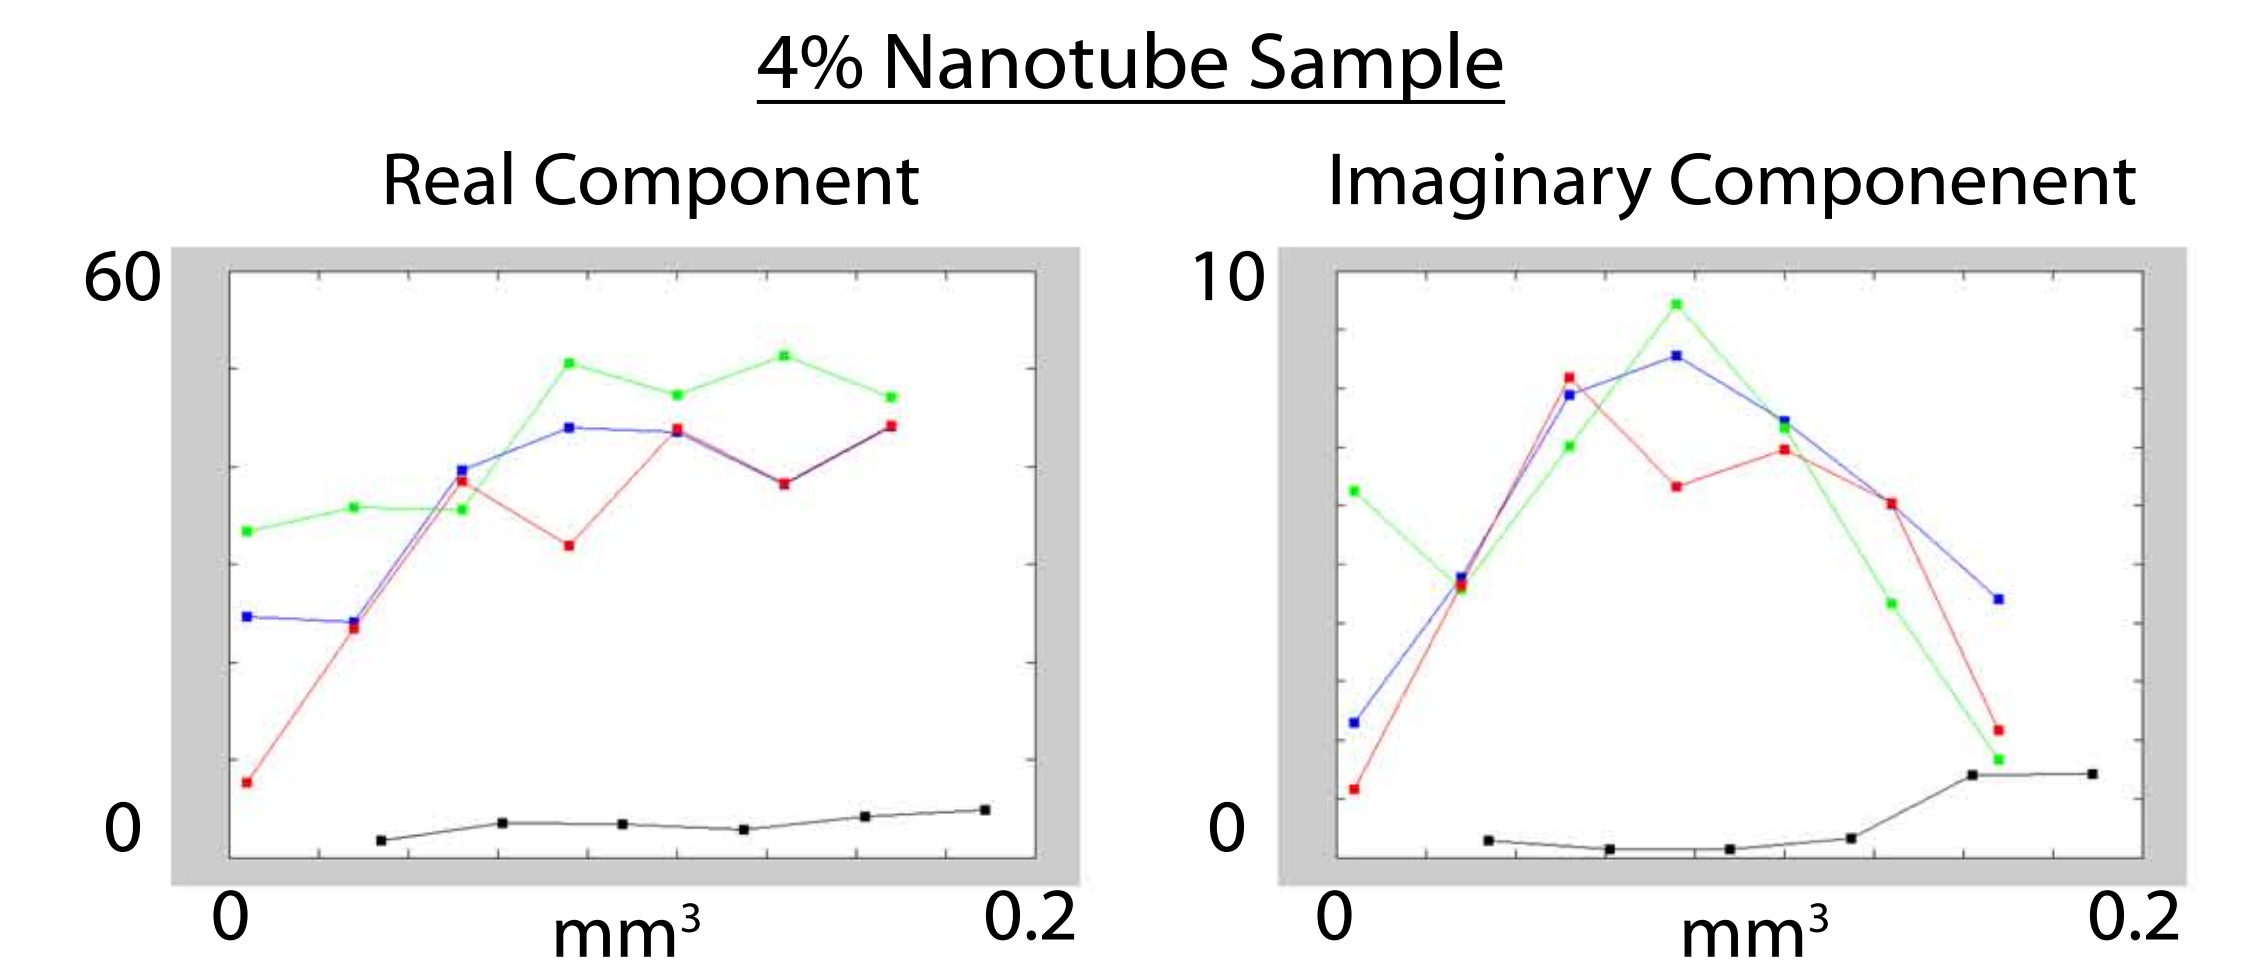 4% Nanotube Sample
Real Component
Imaginary Componenent
60
0
0
mm³
0.2
10
0
0
mm³
0.2